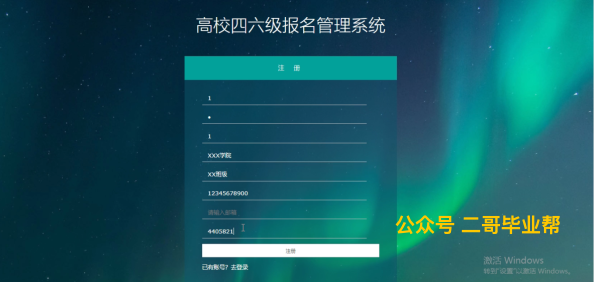 高校四六级报名管理系统
注 册
1
•
1
XXX学院
XX班级
12345678900
请输入邮箱
4405821
注册
已有账号? 去登录
公众号 二哥毕业帮
激活 Windows
转到"设置"以激活 Windows。